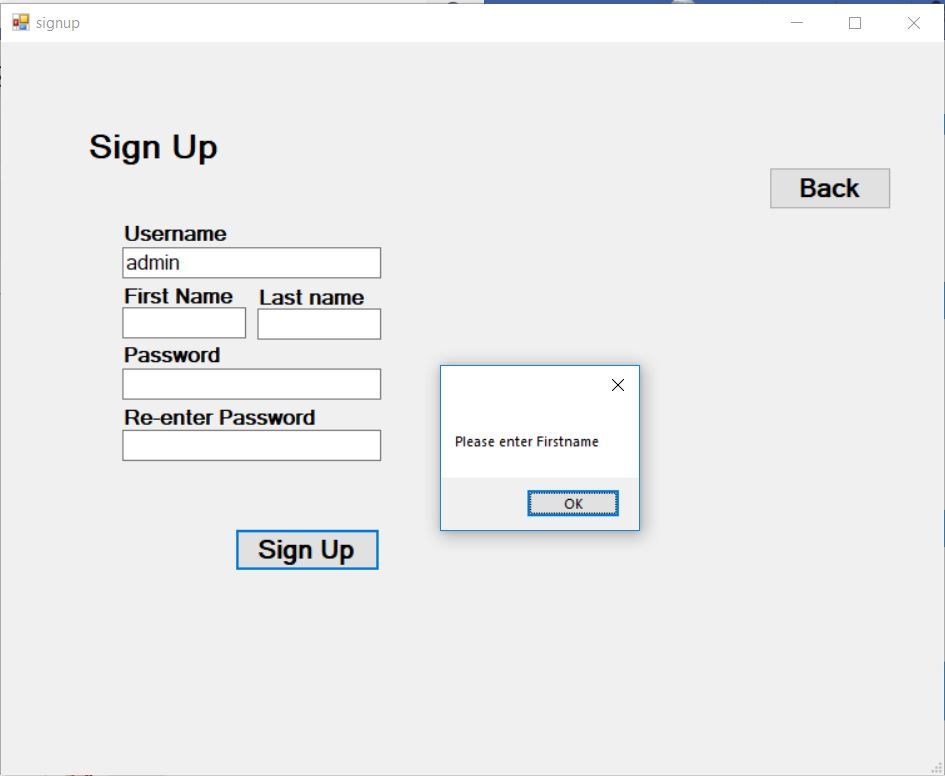 signup
Sign Up
Back
Username
admin
First Name Last name
Password
Re-enter Password
Please enter Firstname
OK
Sign Up